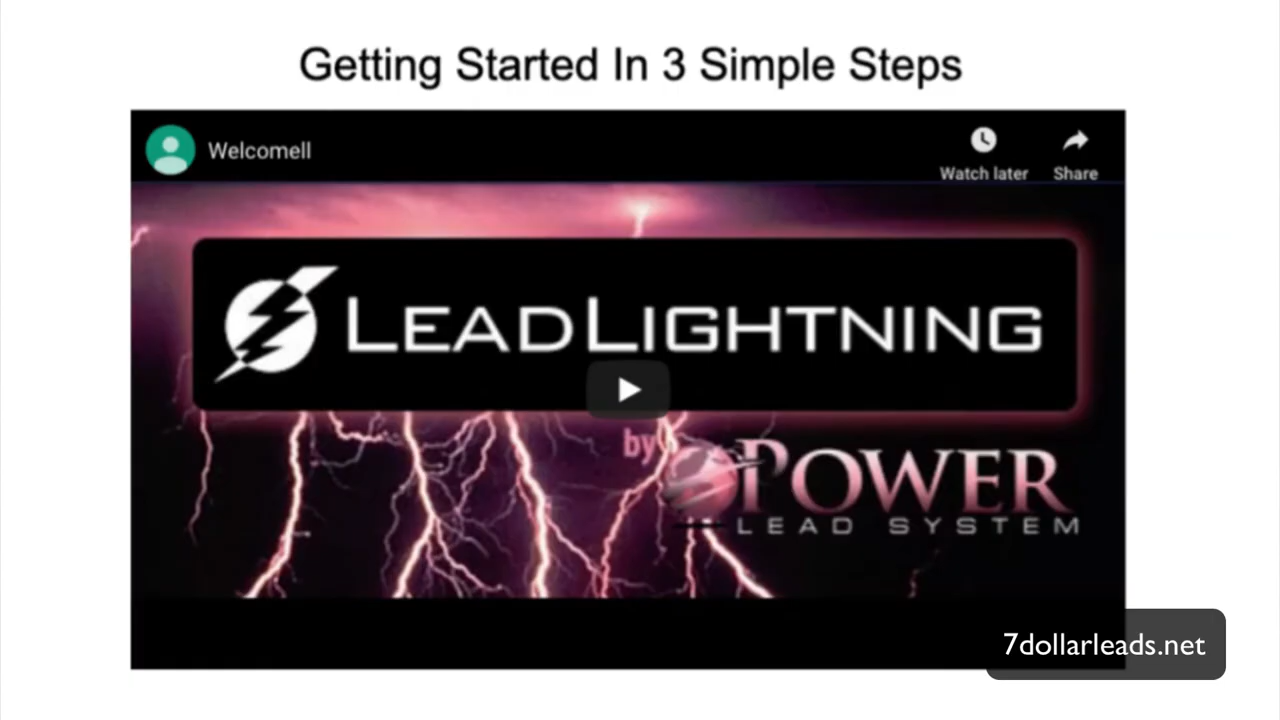 Getting Started In 3 Simple Steps
Welcomell
Watch later
Share
LEADLIGHTNING
by POWER
LEAD SYSTEM
7dollarleads.net